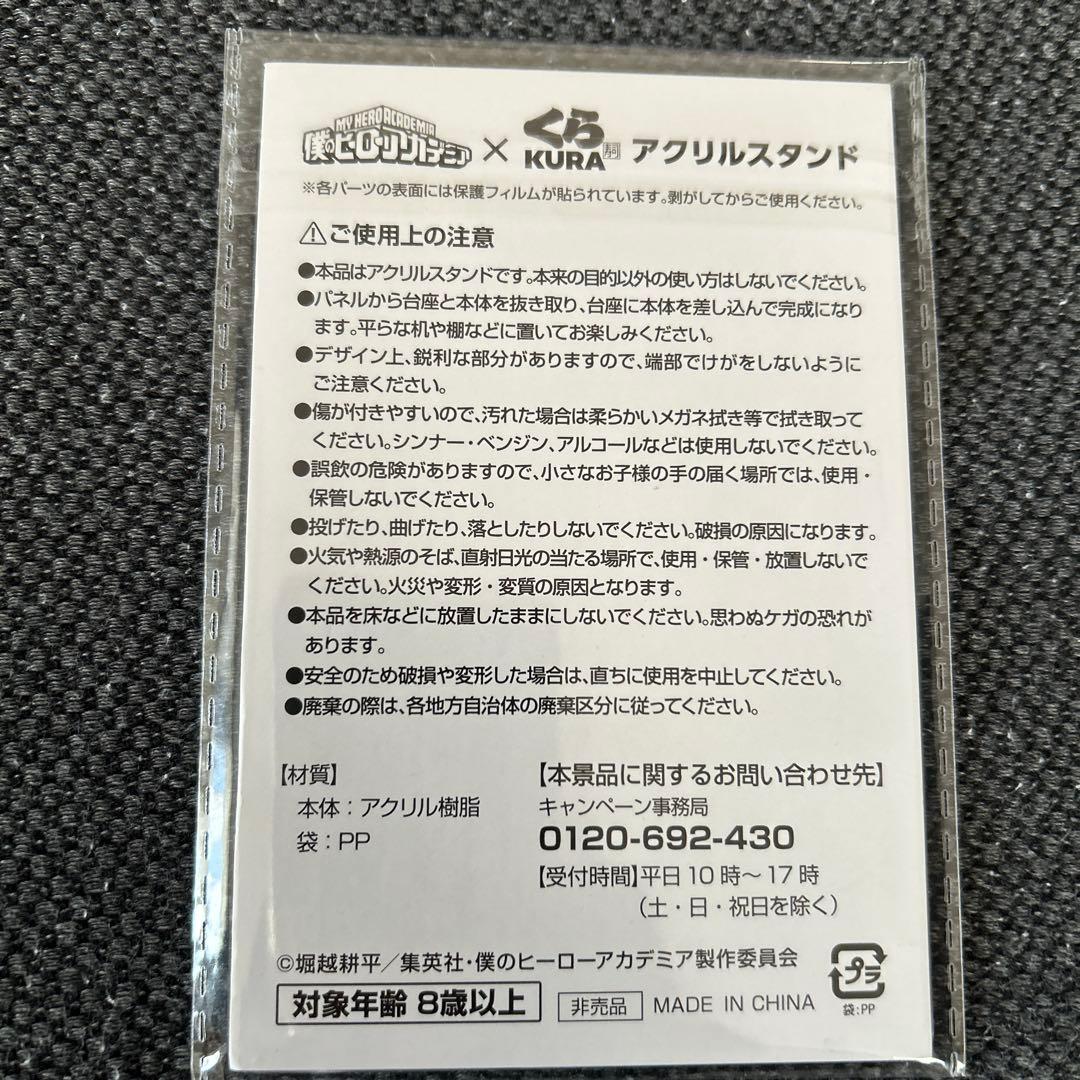 MY HERO ACADEMIA
僕のヒーローアカデミア × くら KURA アクリルスタンド
※各パーツの表面には保護フィルムが貼られています。剥がしてからご使用ください。
⚠ご使用上の注意
●本品はアクリルスタンドです。本来の目的以外の使い方はしないでください。
●パネルから台座と本体を抜き取り、台座に本体を差し込んで完成になり
ます。平らな机や棚などに置いてお楽しみください。
●デザイン上、鋭利な部分がありますので、端部でけがをしないように
ご注意ください。
●傷が付きやすいので、汚れた場合は柔らかいメガネ拭き等で拭き取って
ください。シンナー・ベンジン、アルコールなどは使用しないでください。
●誤飲の危険がありますので、小さなお子様の手の届く場所では、使用・
保管しないでください。
●投げたり、曲げたり、落としたりしないでください。破損の原因になります。
●火気や熱源のそば、直射日光の当たる場所で、使用・保管・放置しないで
ください。火災や変形・変質の原因となります。
●本品を床などに放置したままにしないでください。思わぬケガの恐れが
あります。
●安全のため破損や変形した場合は、直ちに使用を中止してください。
●廃棄の際は、各地方自治体の廃棄区分に従ってください。
【材質】
本体：アクリル樹脂
袋：PP
【本景品に関するお問い合わせ先】
キャンペーン事務局
0120-692-430
【受付時間】平日10時～17時
（土・日・祝日を除く）
©堀越耕平／集英社・僕のヒーローアカデミア製作委員会
対象年齢 8歳以上
非売品
MADE IN CHINA
プラ
袋:PP